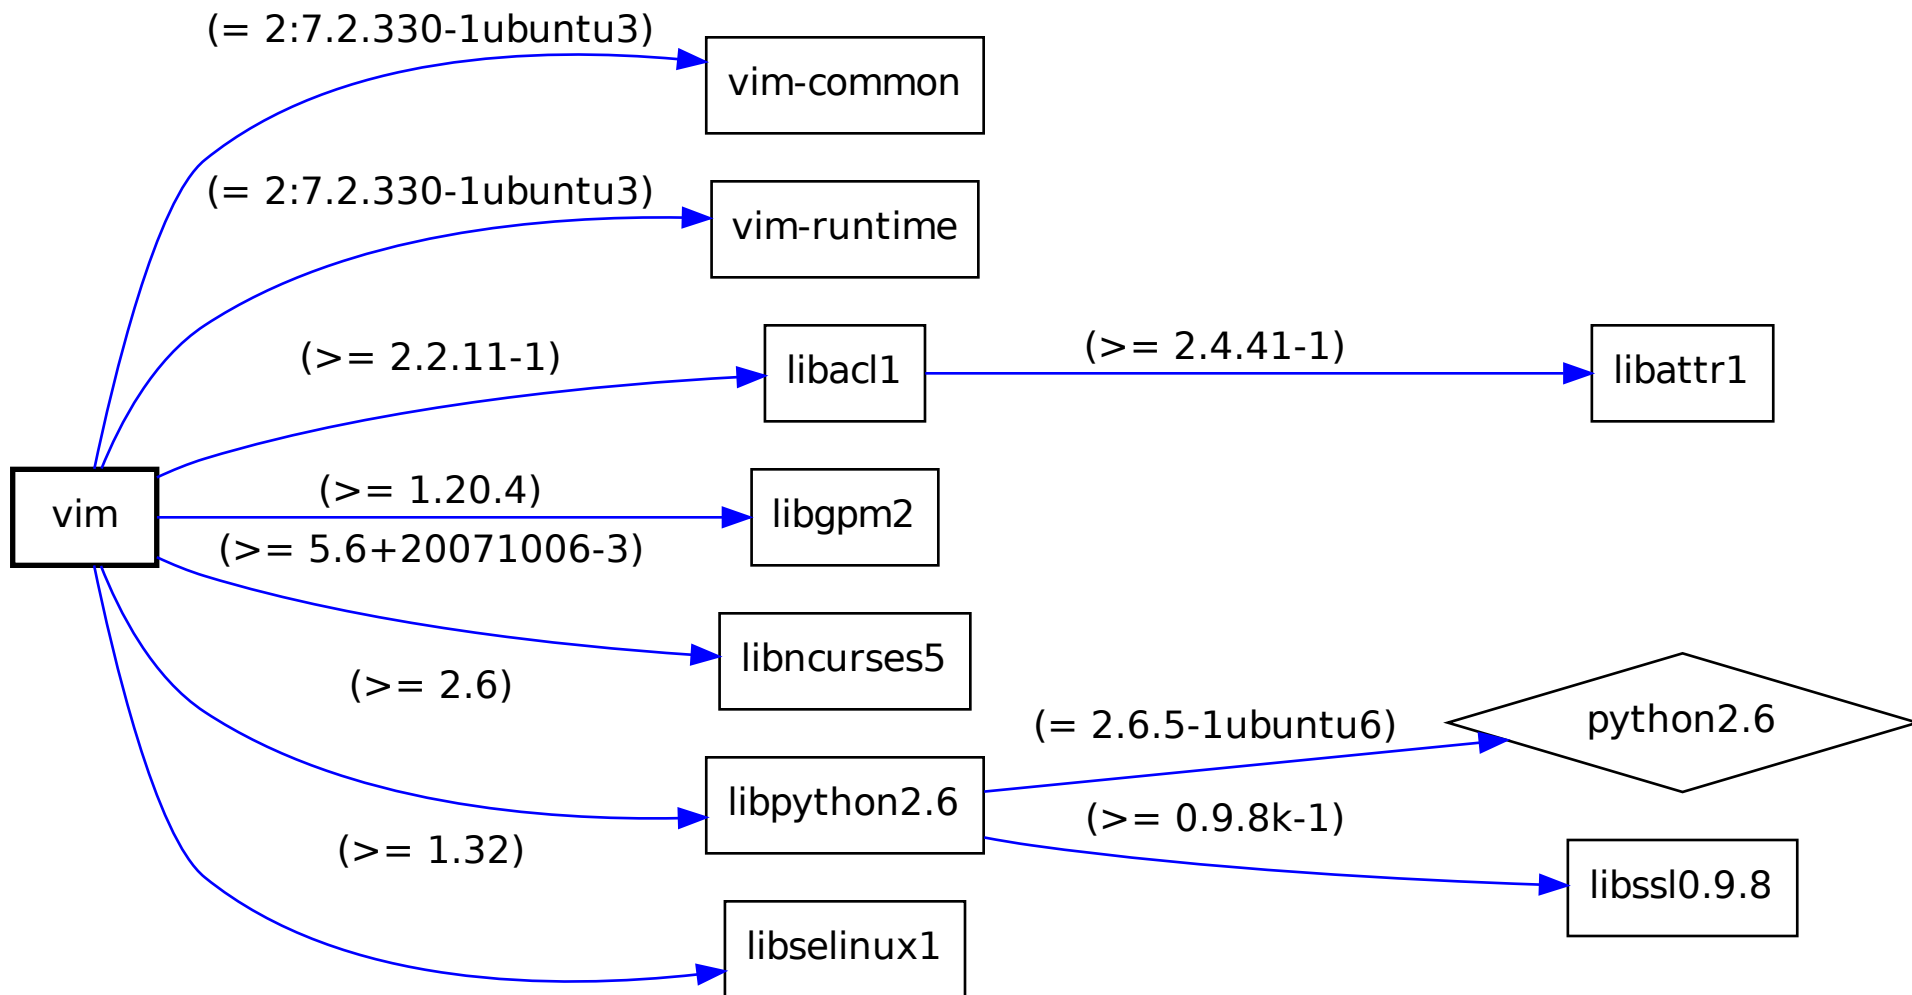 (= 2:7.2.330-1ubuntu3)
vim-common
(= 2:7.2.330-1ubuntu3)
vim-runtime
(>= 2.2.11-1)
libacl1
(>= 2.4.41-1)
libattr1
vim
(>= 1.20.4)
libgpm2
(>= 5.6+20071006-3)
libncurses5
(>= 2.6)
libpython2.6
(= 2.6.5-1ubuntu6)
python2.6
(>= 0.9.8k-1)
libssl0.9.8
(>= 1.32)
libselinux1